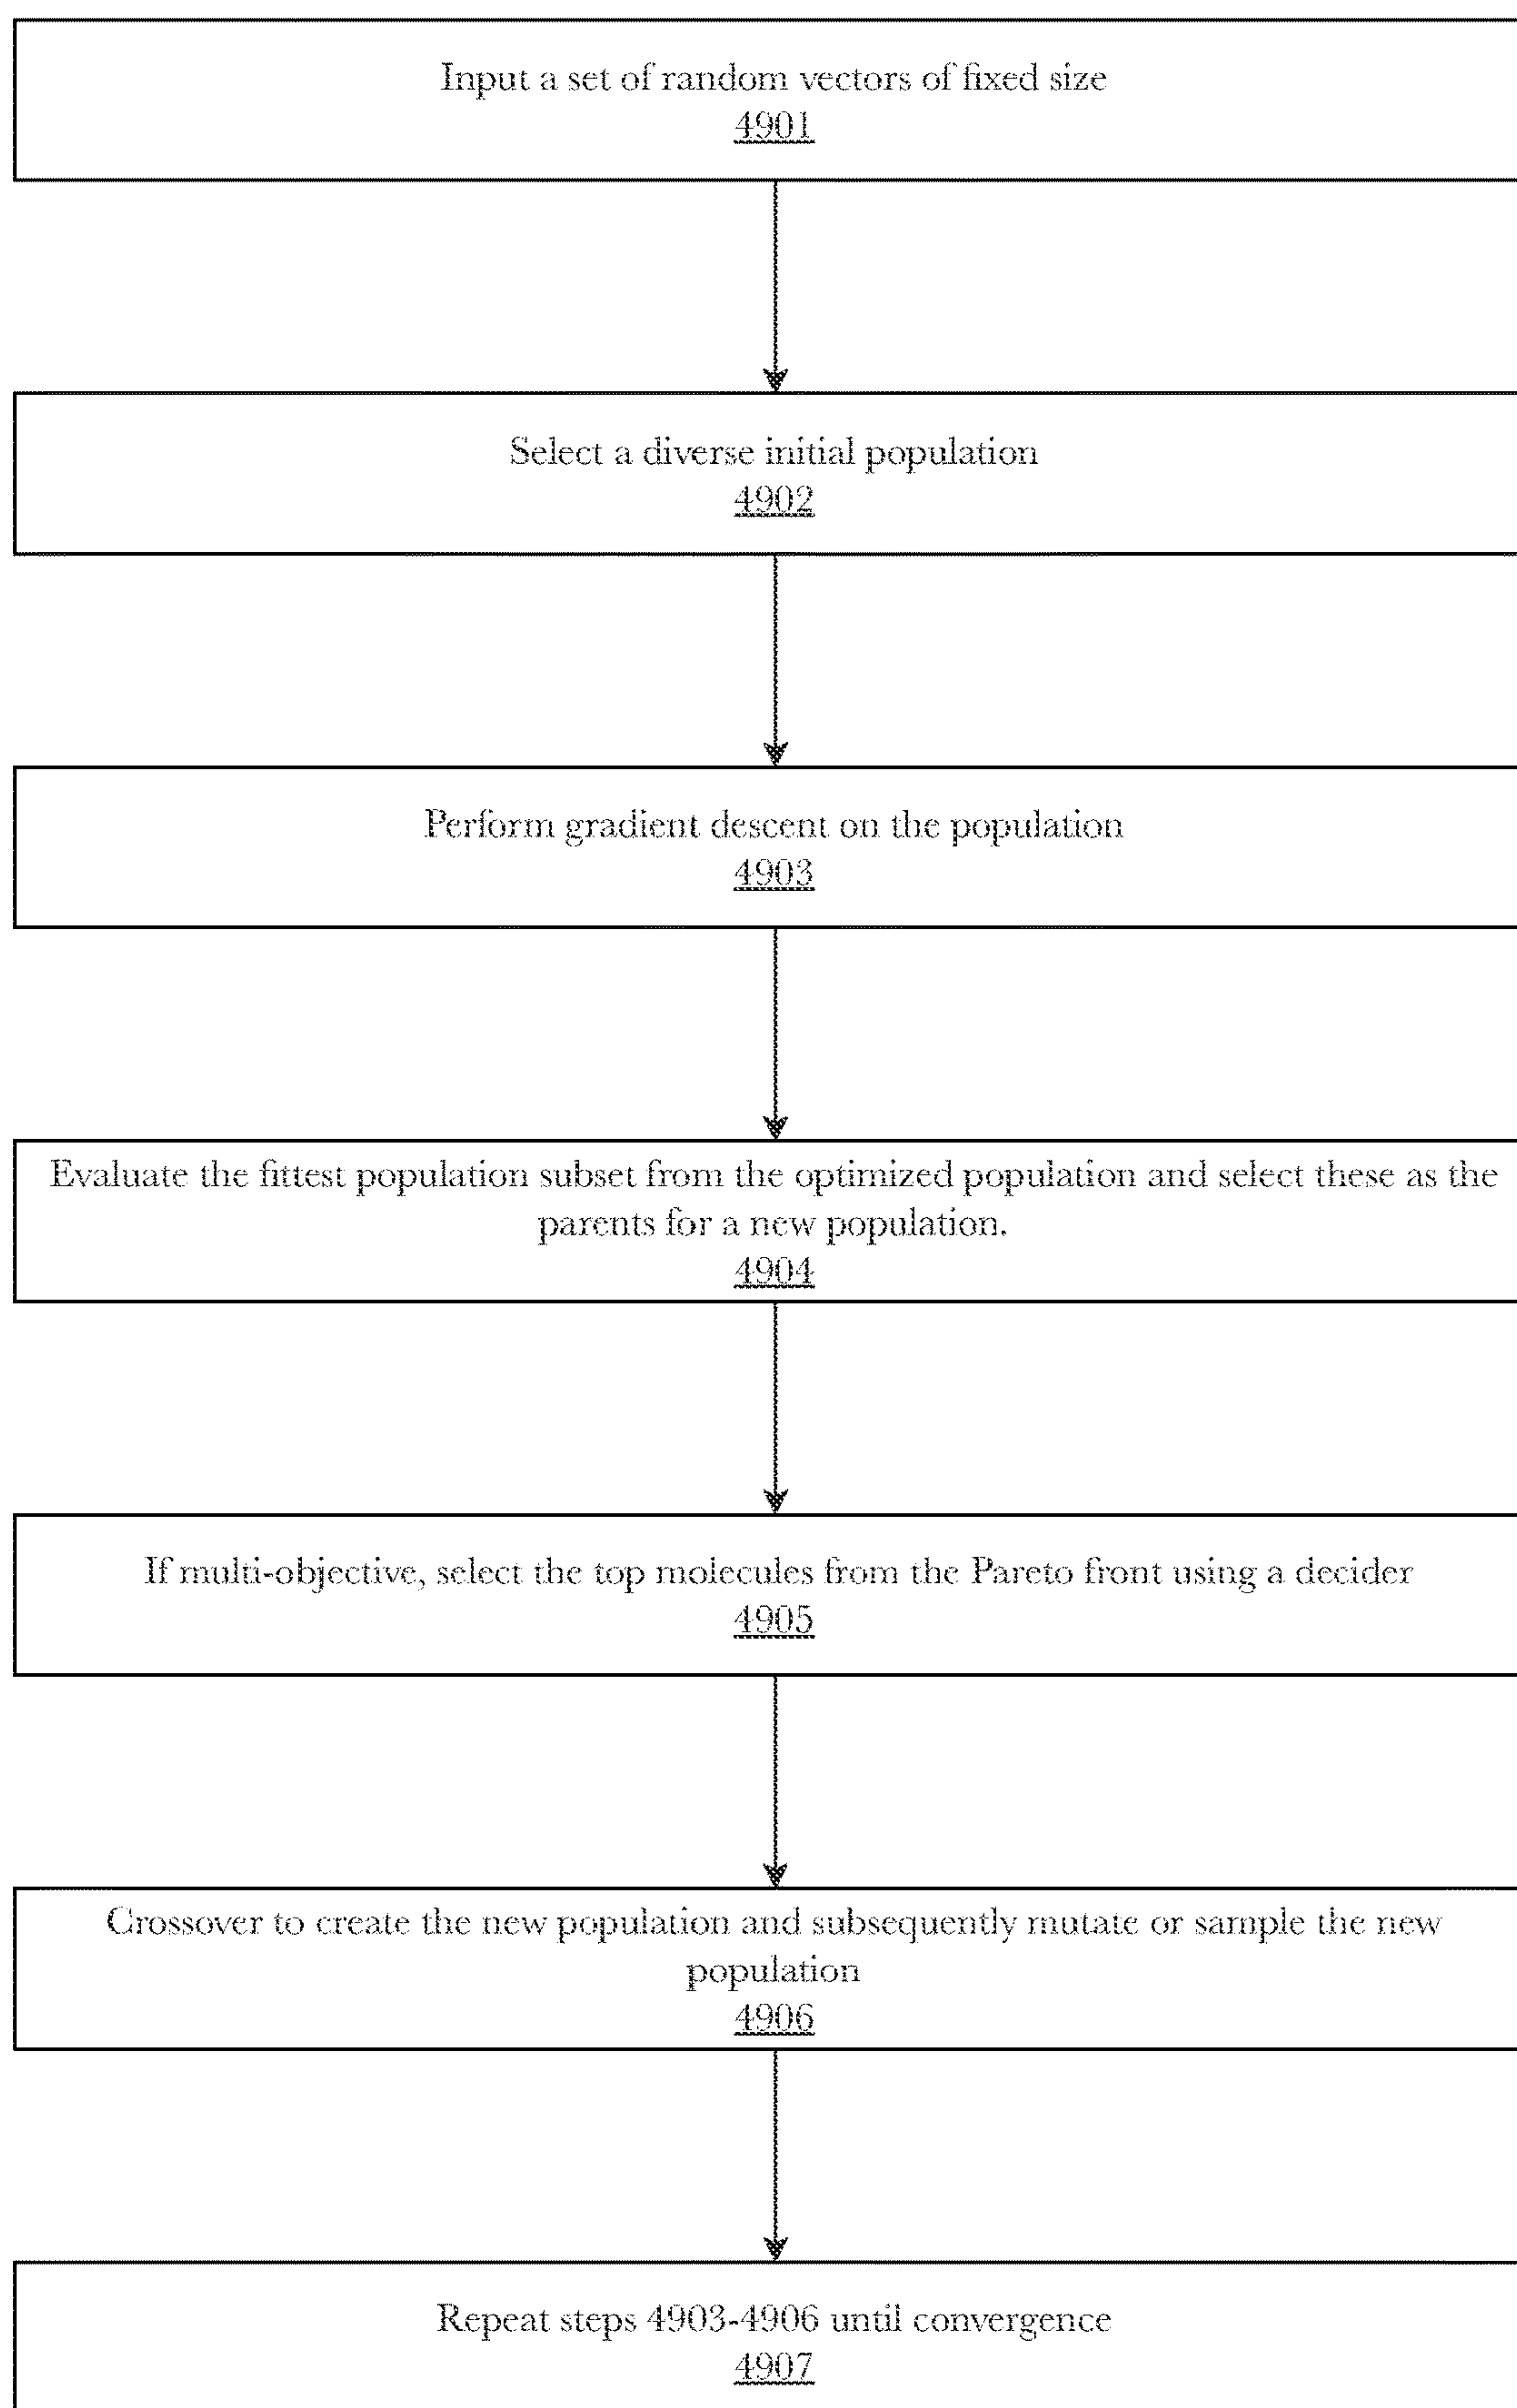 Input a set of random vectors of fixed size
4901
Select a diverse initial population
4902
Perform gradient descent on the population
4903
Evaluate the fittest population subset from the optimized population and select these as the
parents for a new population.
4904
If multi-objective, select the top molecules from the Pareto front using a decider
4905
Crossover to create the new population and subsequently mutate or sample the new
population
4906
Repeat steps 4903-4906 until convergence
4907